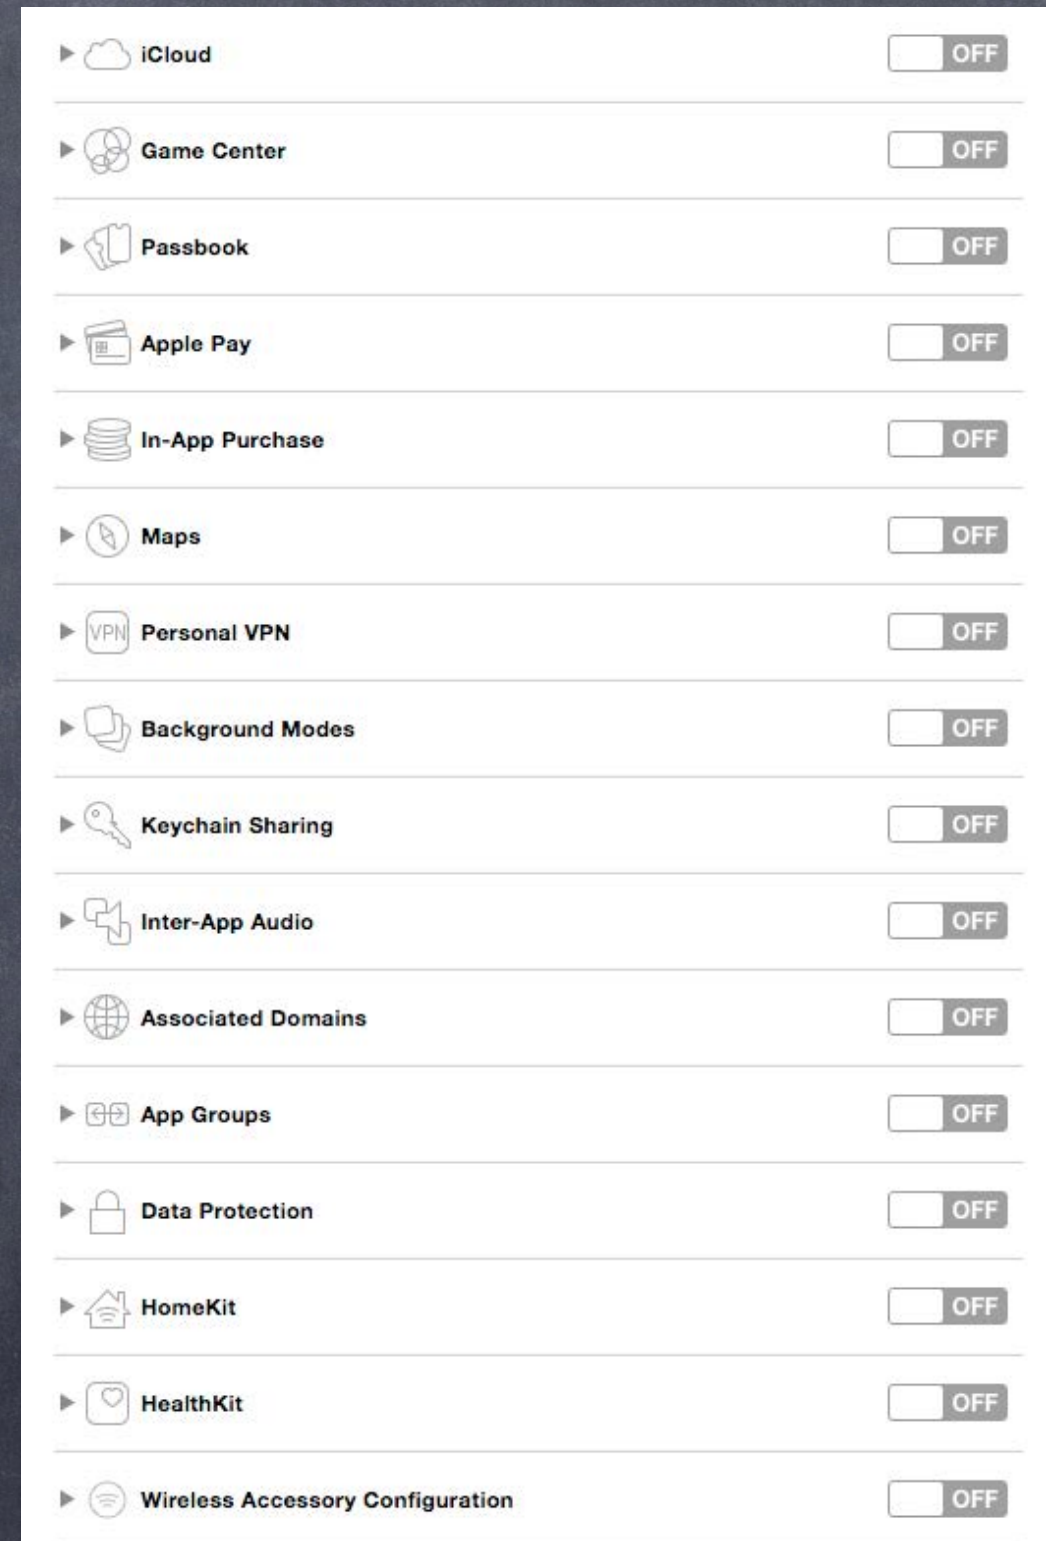 iCloud OFF
Game Center OFF
Passbook OFF
Apple Pay OFF
In-App Purchase OFF
Maps OFF
VPN Personal VPN OFF
Background Modes OFF
Keychain Sharing OFF
Inter-App Audio OFF
Associated Domains OFF
App Groups OFF
Data Protection OFF
HomeKit OFF
HealthKit OFF
Wireless Accessory Configuration OFF